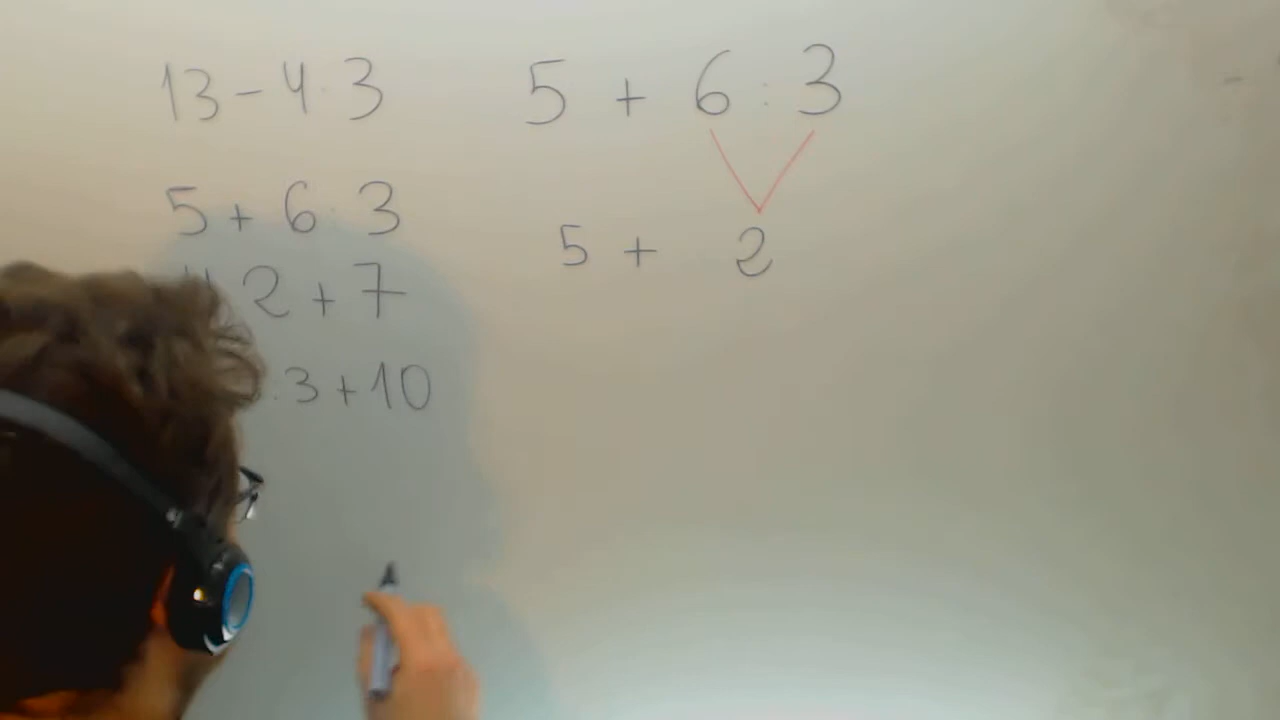 13 - 4 · 3
5 + 6 : 3
2 + 7
: 3 + 10
5 + 6 : 3
5 + 2